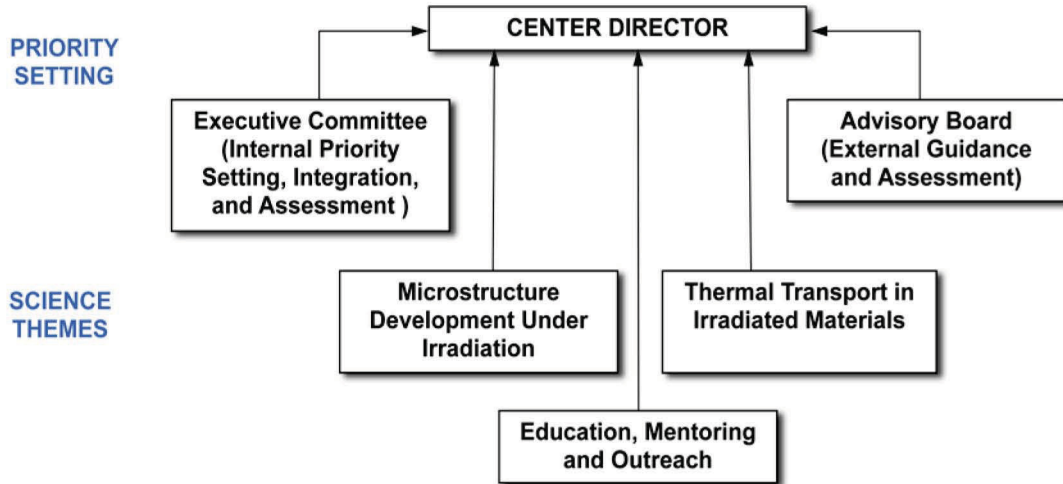 CENTER DIRECTOR
PRIORITY
SETTING
Executive Committee
(Internal Priority
Setting, Integration,
and Assessment )
Advisory Board
(External Guidance
and Assessment)
SCIENCE
THEMES
Microstructure
Development Under
Irradiation
Thermal Transport in
Irradiated Materials
Education, Mentoring
and Outreach